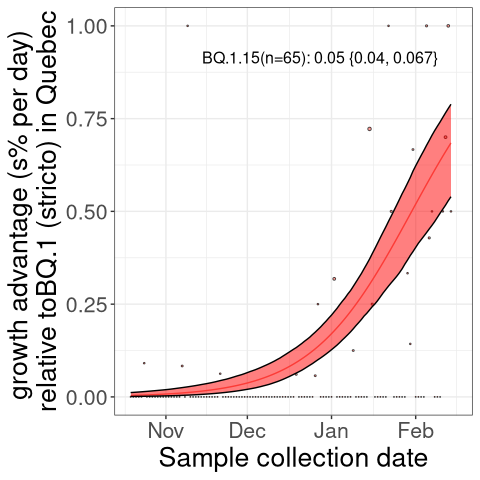 growth advantage (s% per day)
relative toBQ.1 (stricto) in Quebec
1.00
0.75
0.50
0.25
0.00
BQ.1.15(n=65): 0.05 {0.04, 0.067}
Nov Dec Jan Feb
Sample collection date